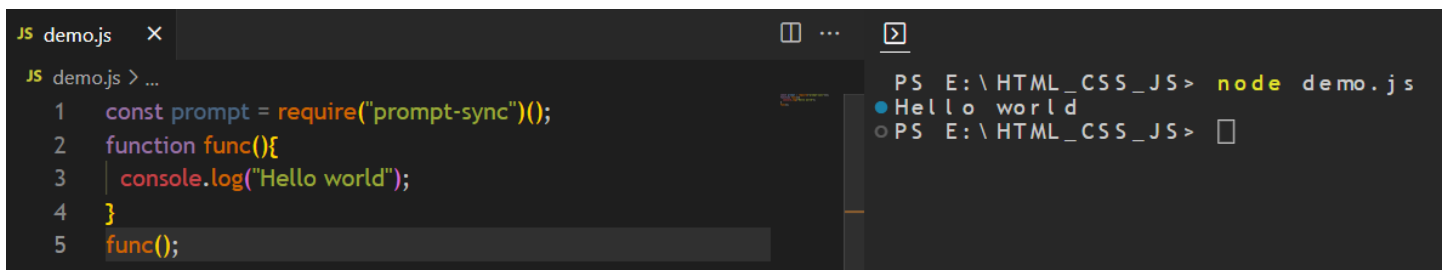 JS demo.js
JS demo.js > ...
1 const prompt = require("prompt-sync")();
2 function func(){
3 console.log("Hello world");
4 }
5 func();
PS E:\HTML_CSS_JS> node demo.js
Hello world
PS E:\HTML_CSS_JS>